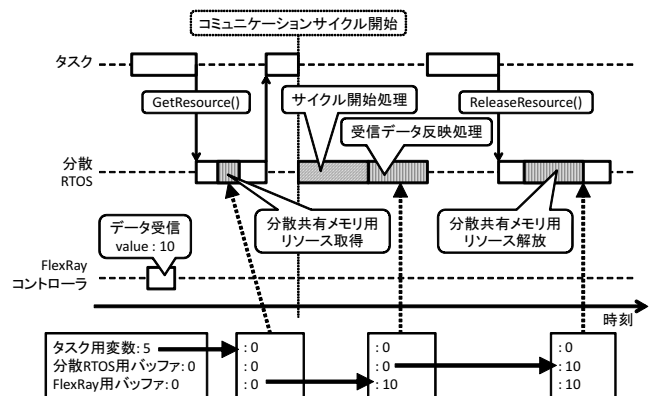 コミュニケーションサイクル開始
タスク
GetResource()
サイクル開始処理
ReleaseResource()
受信データ反映処理
分散
RTOS
データ受信
value : 10
分散共有メモリ用
リソース取得
分散共有メモリ用
リソース解放
FlexRay
コントローラ
時刻
タスク用変数: 5
分散RTOS用バッファ: 0
FlexRay用バッファ: 0
: 0
: 0
: 0
: 0
: 0
: 10
: 0
: 10
: 10